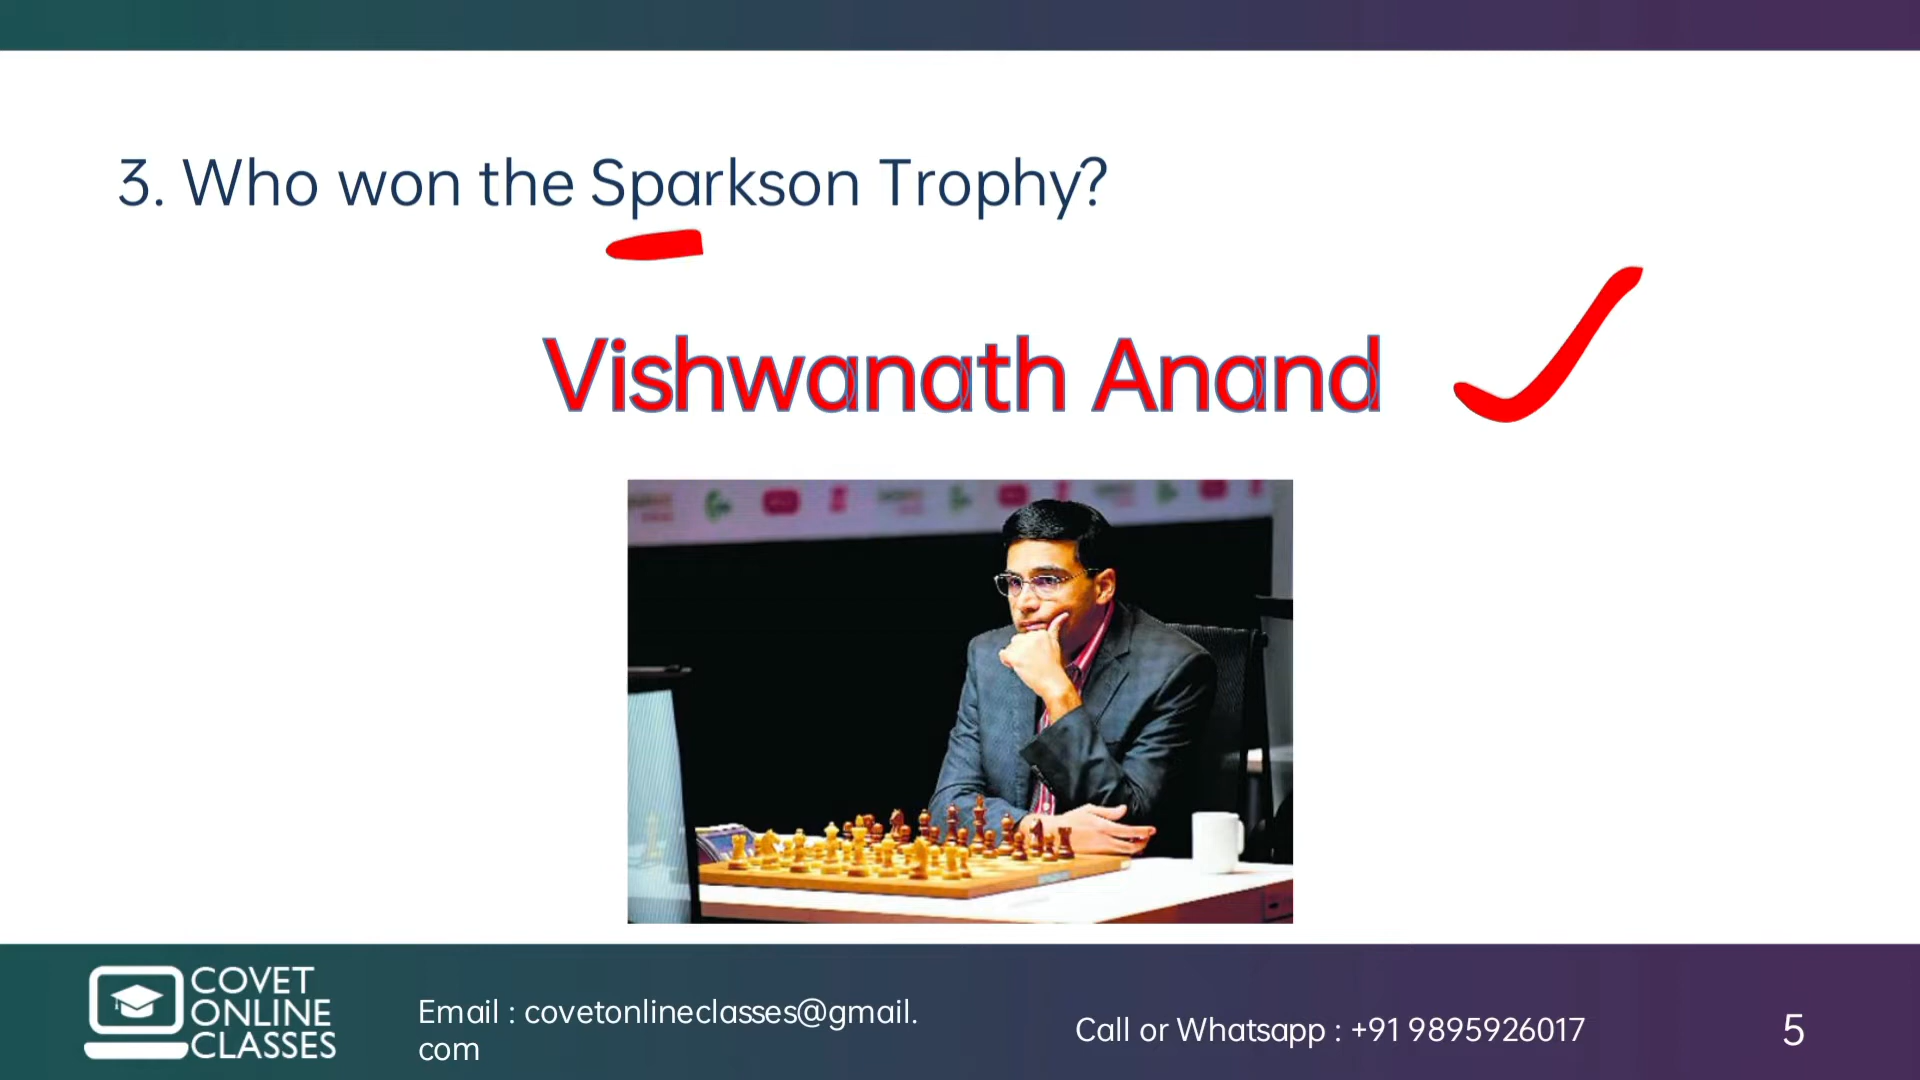 3. Who won the Sparkson Trophy?
Vishwanath Anand
COVET
ONLINE
CLASSES
Email : covetonlineclasses@gmail.
com
Call or Whatsapp : +91 9895926017
5